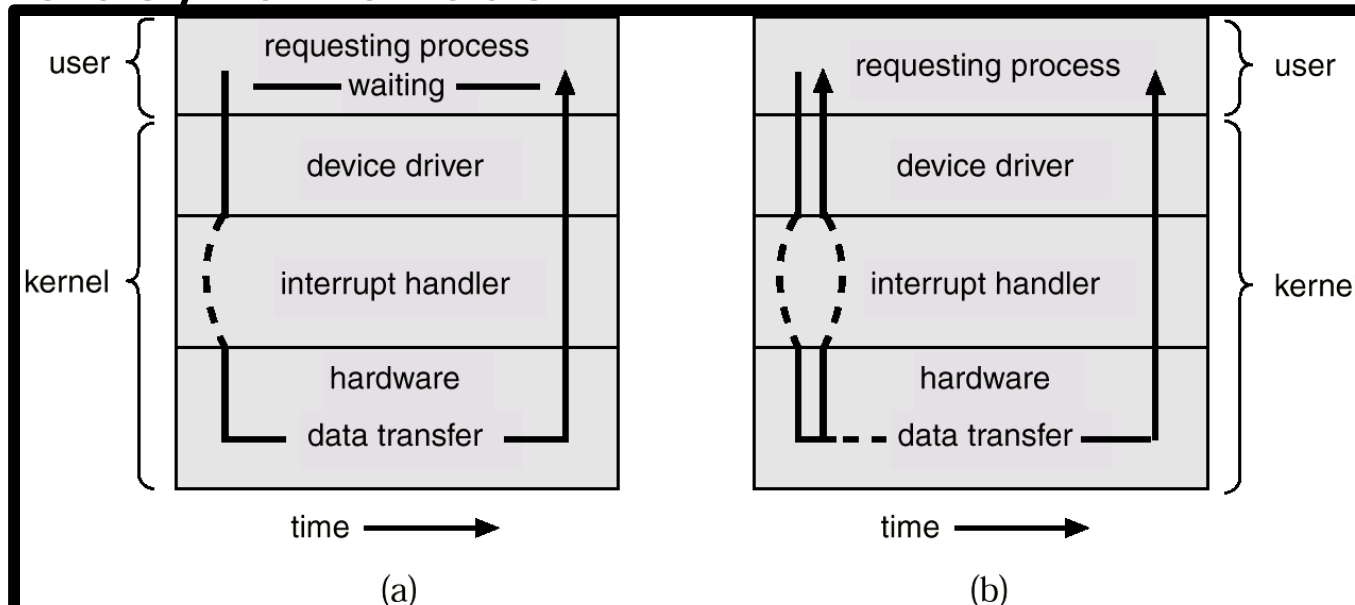 requesting process
user
waiting
device driver
interrupt handler
kernel
hardware
data transfer
time
(a)
requesting process
user
device driver
interrupt handler
kerne
hardware
data transfer
time
(b)